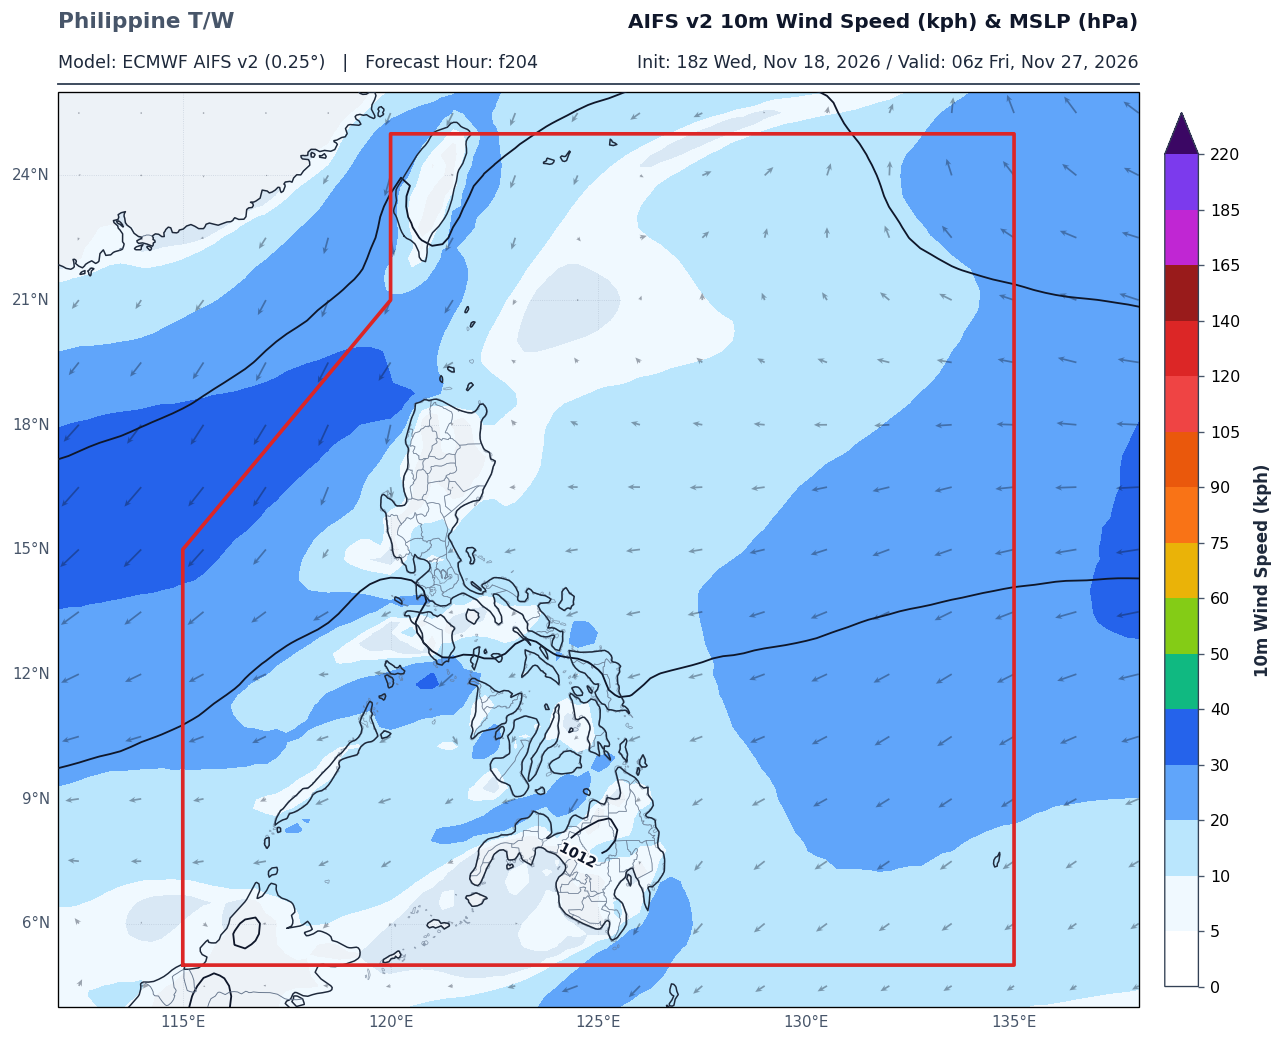 Philippine T/W
AIFS v2 10m Wind Speed (kph) & MSLP (hPa)
Model: ECMWF AIFS v2 (0.25°) | Forecast Hour: f204
Init: 18z Wed, Nov 18, 2026 / Valid: 06z Fri, Nov 27, 2026
24°N
21°N
18°N
15°N
12°N
9°N
6°N
115°E
120°E
125°E
130°E
135°E
1012
220
185
165
140
120
105
90
75
60
50
40
30
20
10
5
0
10m Wind Speed (kph)